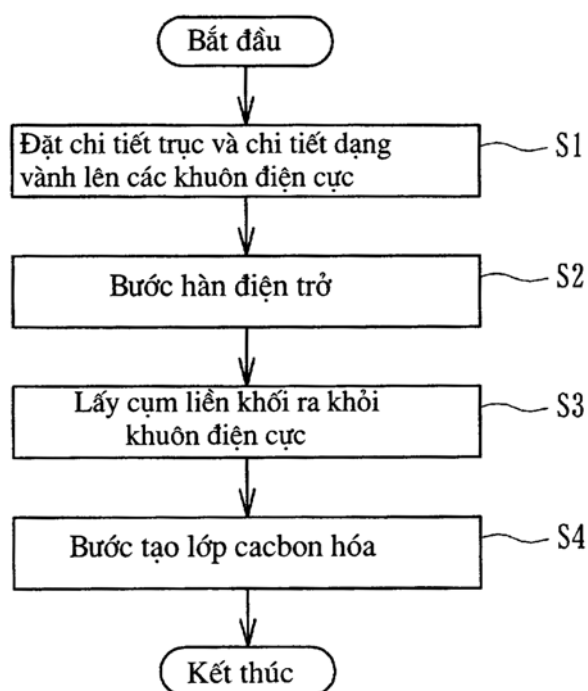 Bắt đầu
Đặt chi tiết trục và chi tiết dạng
vành lên các khuôn điện cực
S1
Bước hàn điện trở
S2
Lấy cụm liền khối ra khỏi
khuôn điện cực
S3
Bước tạo lớp cacbon hóa
S4
Kết thúc